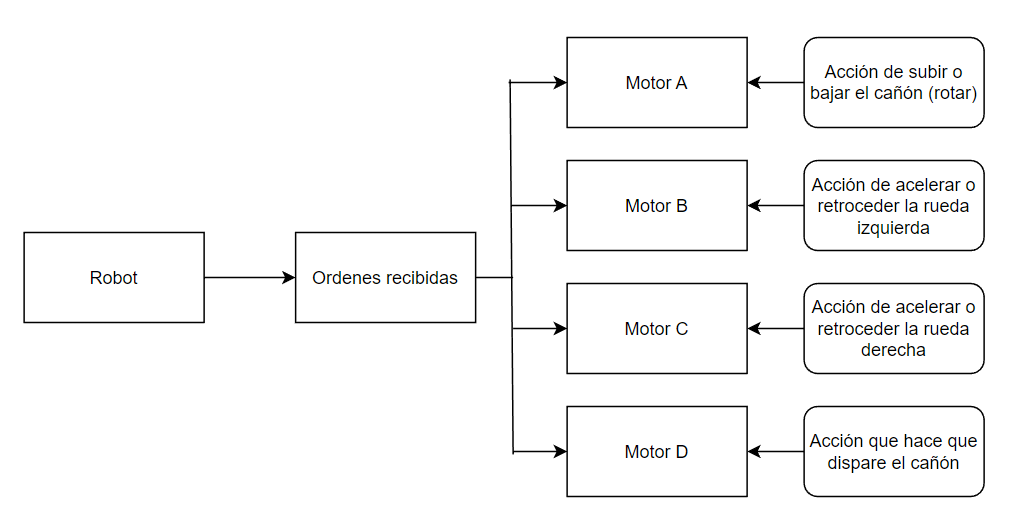 Robot
Ordenes recibidas
Motor A
Acción de subir o
bajar el cañón (rotar)
Motor B
Acción de acelerar o
retroceder la rueda
izquierda
Motor C
Acción de acelerar o
retroceder la rueda
derecha
Motor D
Acción que hace que
dispare el cañón